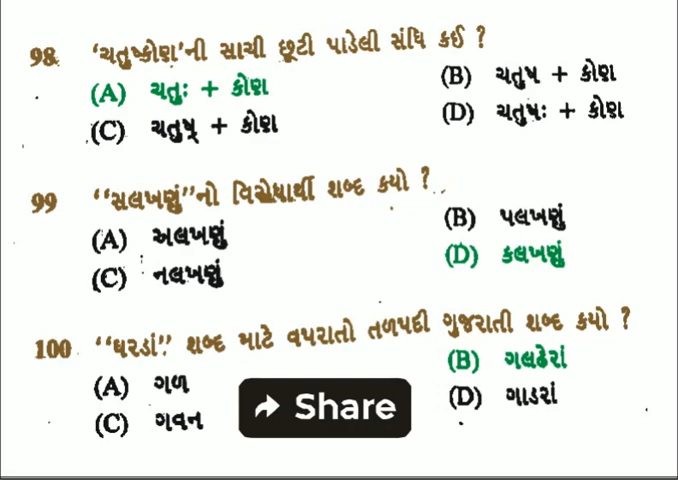 98 ‘ચતુષ્કોણ’ની સાચી છૂટી પાડેલી સંધિ કઈ ?
(A) ચતુઃ + કોણ (B) ચતુષ + કોણ
(C) ચતુષ્ + કોણ (D) ચતુષઃ + કોણ
99 “સલખણું”નો વિરોધાર્થી શબ્દ કયો ?
(A) અલખણું (B) પલખણું
(C) નલખણું (D) કલખણું
100 “ઘરડાં” શબ્દ માટે વપરાતો તળપદી ગુજરાતી શબ્દ કયો ?
(A) ગળ (B) ગલઢેરાં
(C) ગવન (D) ગાડરાં
Share